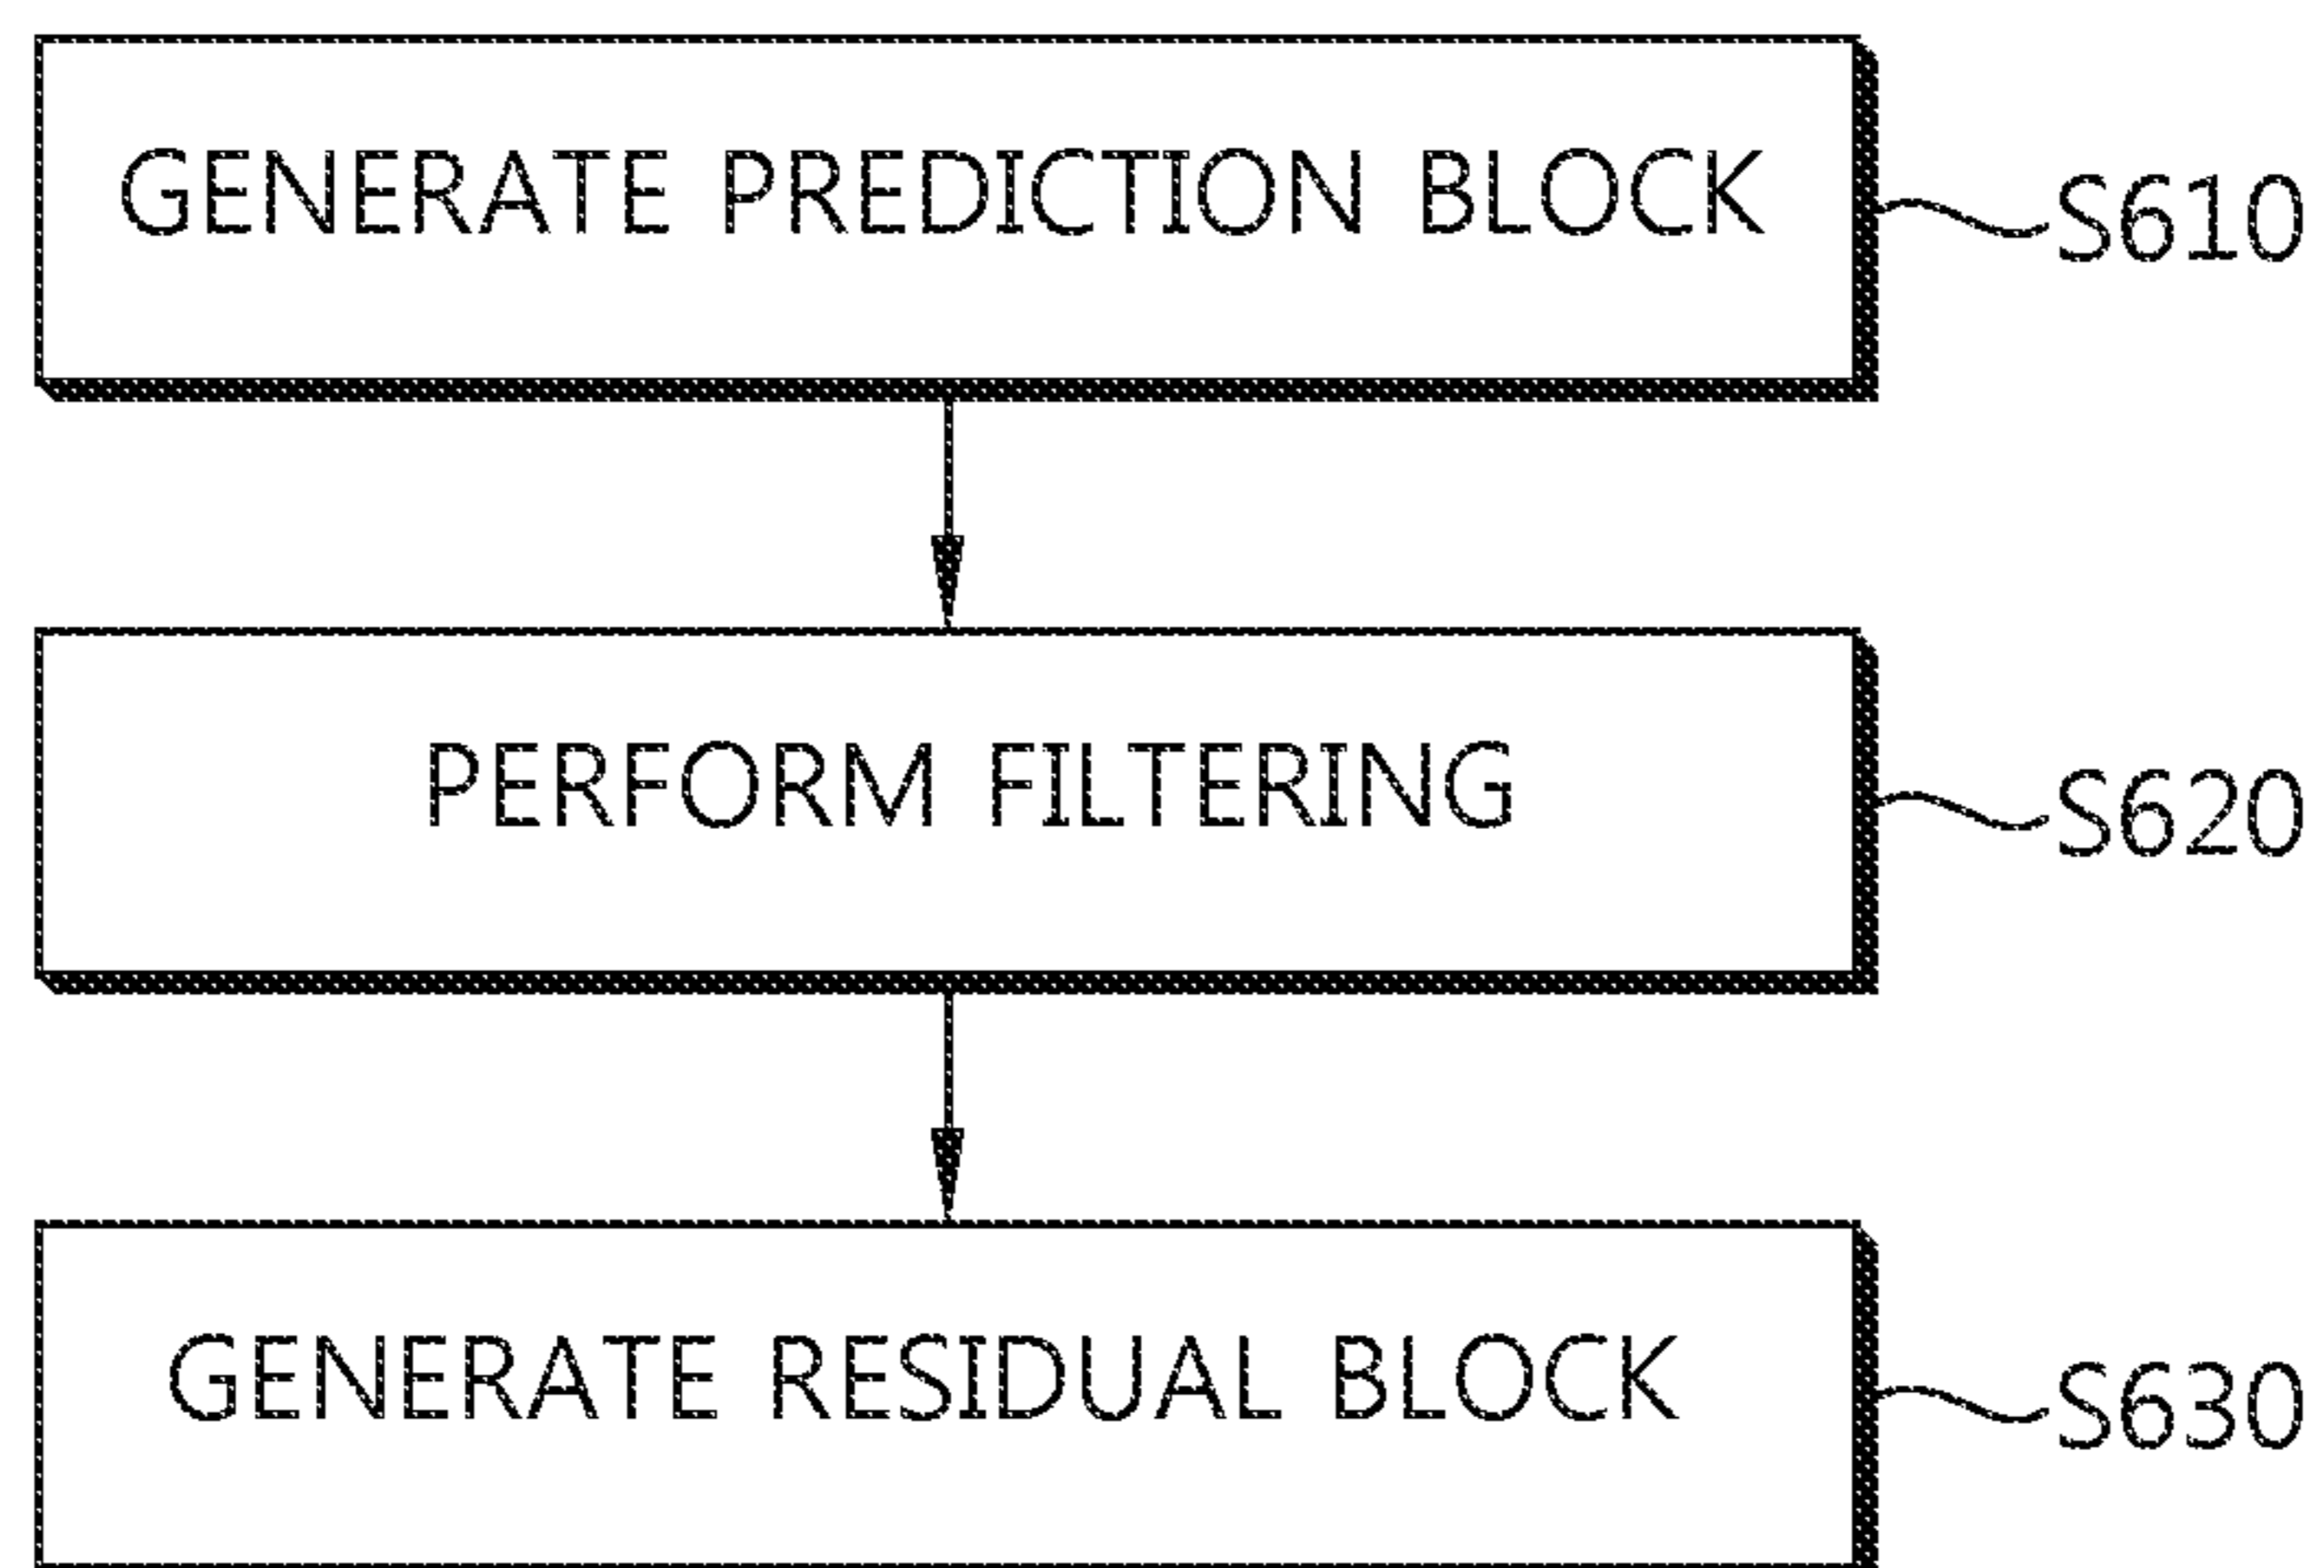 GENERATE PREDICTION BLOCK
S610
PERFORM FILTERING
S620
GENERATE RESIDUAL BLOCK
S630